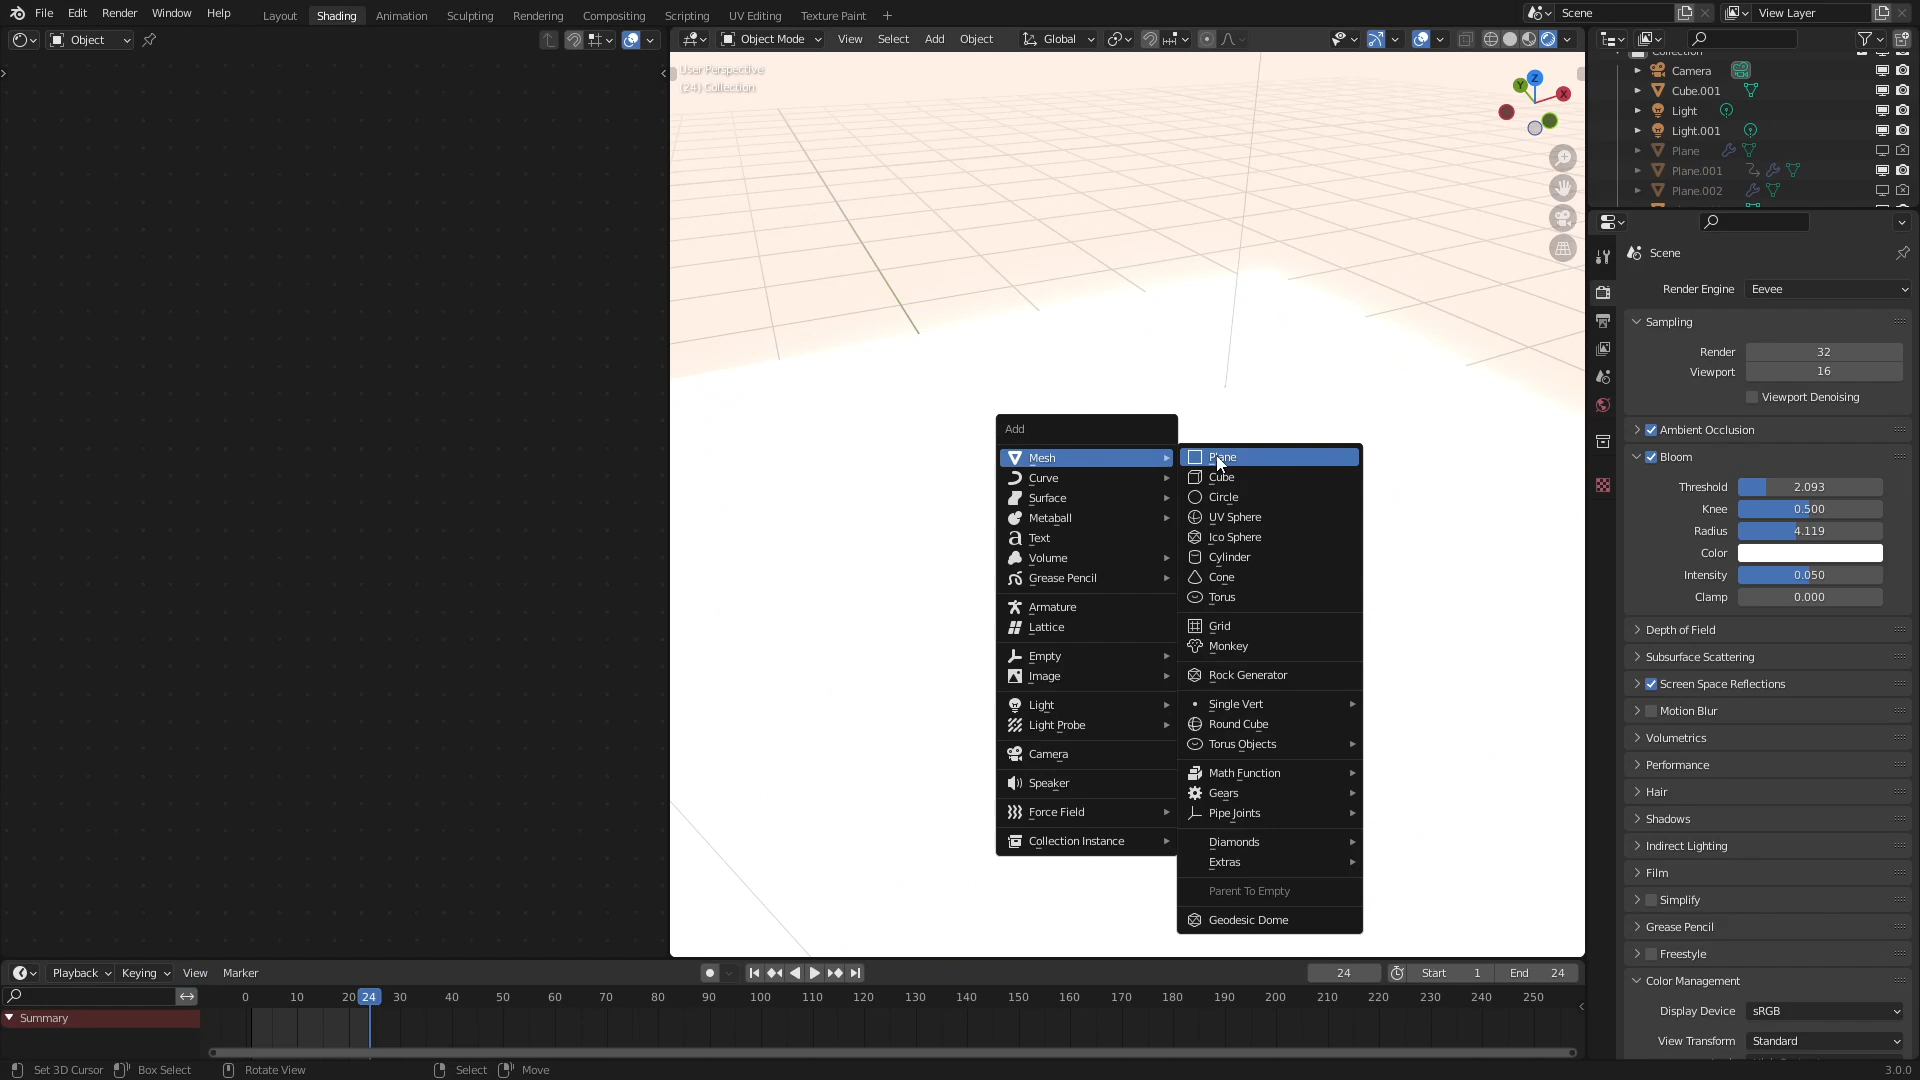 File Edit Render Window Help
Layout Shading Animation Sculpting Rendering Compositing Scripting UV Editing Texture Paint +
Scene
View Layer
Object
Object Mode View Select Add Object
Global
User Perspective
(24) Collection
Z
Y
X
Add
Mesh
Curve
Surface
Metaball
Text
Volume
Grease Pencil
Armature
Lattice
Empty
Image
Light
Light Probe
Camera
Speaker
Force Field
Collection Instance
Plane
Cube
Circle
UV Sphere
Ico Sphere
Cylinder
Cone
Torus
Grid
Monkey
Rock Generator
Single Vert
Round Cube
Torus Objects
Math Function
Gears
Pipe Joints
Diamonds
Extras
Parent To Empty
Geodesic Dome
Collection
Camera
Cube.001
Light
Light.001
Plane
Plane.001
Plane.002
Scene
Render Engine Eevee
Sampling
Render 32
Viewport 16
Viewport Denoising
Ambient Occlusion
Bloom
Threshold 2.093
Knee 0.500
Radius 4.119
Color
Intensity 0.050
Clamp 0.000
Depth of Field
Subsurface Scattering
Screen Space Reflections
Motion Blur
Volumetrics
Performance
Hair
Shadows
Indirect Lighting
Film
Simplify
Grease Pencil
Freestyle
Color Management
Display Device sRGB
View Transform Standard
Playback Keying View Marker
24 Start 1 End 24
0 10 20 24 30 40 50 60 70 80 90 100 110 120 130 140 150 160 170 180 190 200 210 220 230 240 250
Summary
Set 3D Cursor Box Select Rotate View Select Move 3.0.0